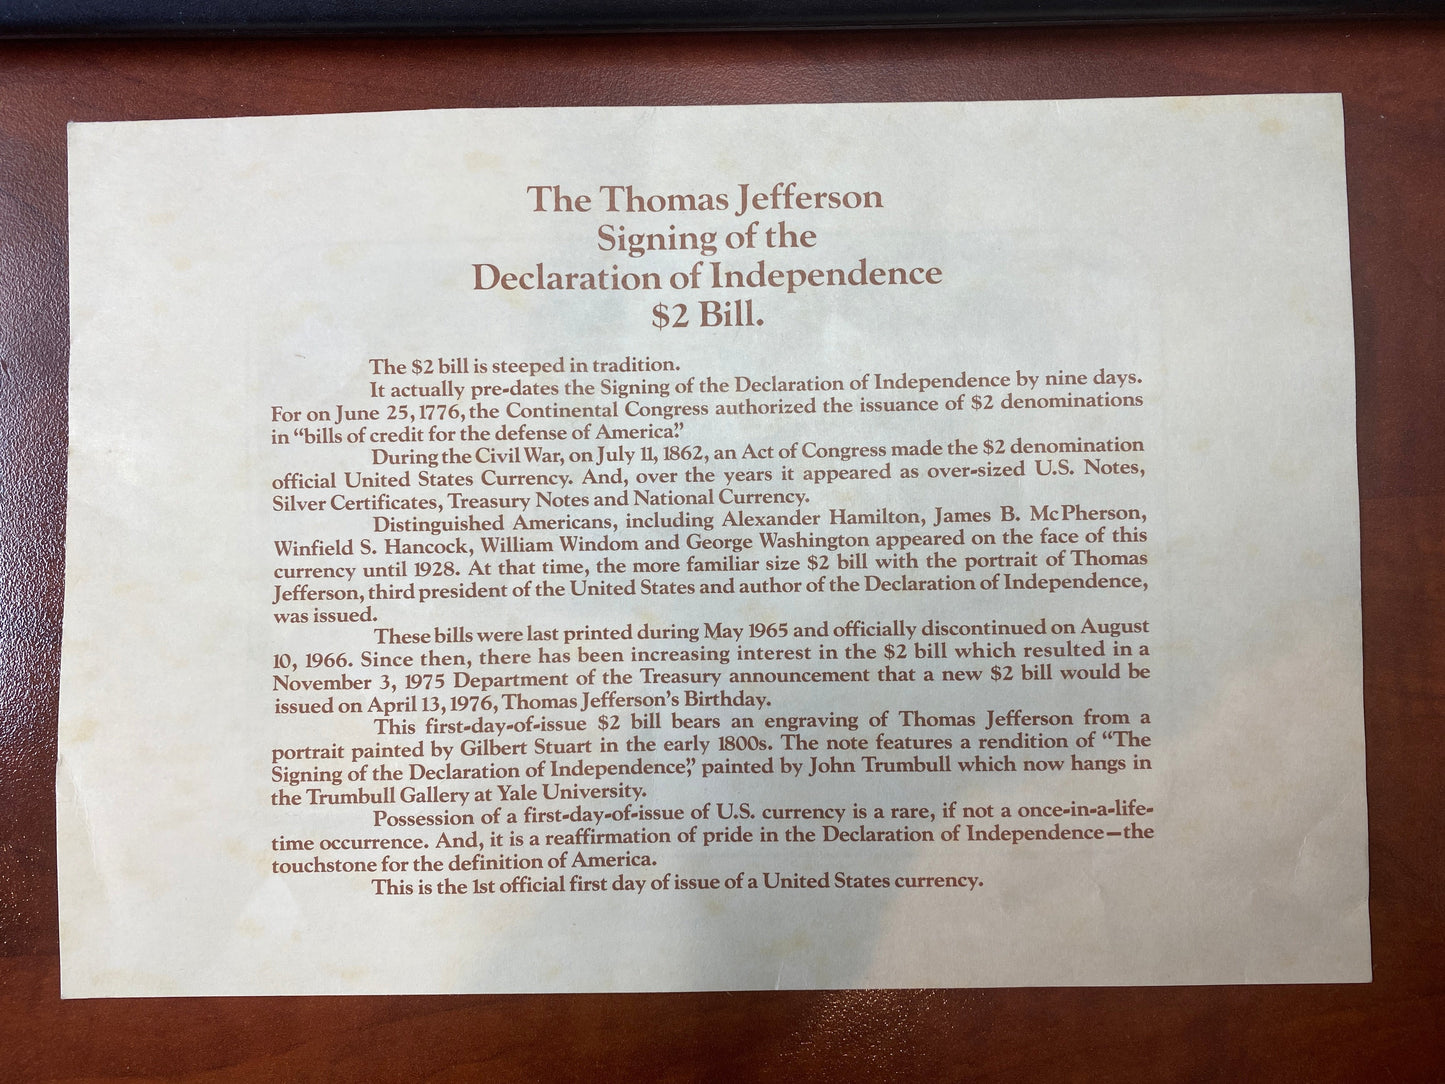 The Thomas Jefferson
Signing of the
Declaration of Independence
$2 Bill.
The $2 bill is steeped in tradition.
It actually pre-dates the Signing of the Declaration of Independence by nine days.
For on June 25, 1776, the Continental Congress authorized the issuance of $2 denominations
in “bills of credit for the defense of America.”
During the Civil War, on July 11, 1862, an Act of Congress made the $2 denomination
official United States Currency. And, over the years it appeared as over-sized U.S. Notes,
Silver Certificates, Treasury Notes and National Currency.
Distinguished Americans, including Alexander Hamilton, James B. McPherson,
Winfield S. Hancock, William Windom and George Washington appeared on the face of this
currency until 1928. At that time, the more familiar size $2 bill with the portrait of Thomas
Jefferson, third president of the United States and author of the Declaration of Independence,
was issued.
These bills were last printed during May 1965 and officially discontinued on August
10, 1966. Since then, there has been increasing interest in the $2 bill which resulted in a
November 3, 1975 Department of the Treasury announcement that a new $2 bill would be
issued on April 13, 1976, Thomas Jefferson’s Birthday.
This first-day-of-issue $2 bill bears an engraving of Thomas Jefferson from a
portrait painted by Gilbert Stuart in the early 1800s. The note features a rendition of “The
Signing of the Declaration of Independence,” painted by John Trumbull which now hangs in
the Trumbull Gallery at Yale University.
Possession of a first-day-of-issue of U.S. currency is a rare, if not a once-in-a-life-
time occurrence. And, it is a reaffirmation of pride in the Declaration of Independence—the
touchstone for the definition of America.
This is the 1st official first day of issue of a United States currency.